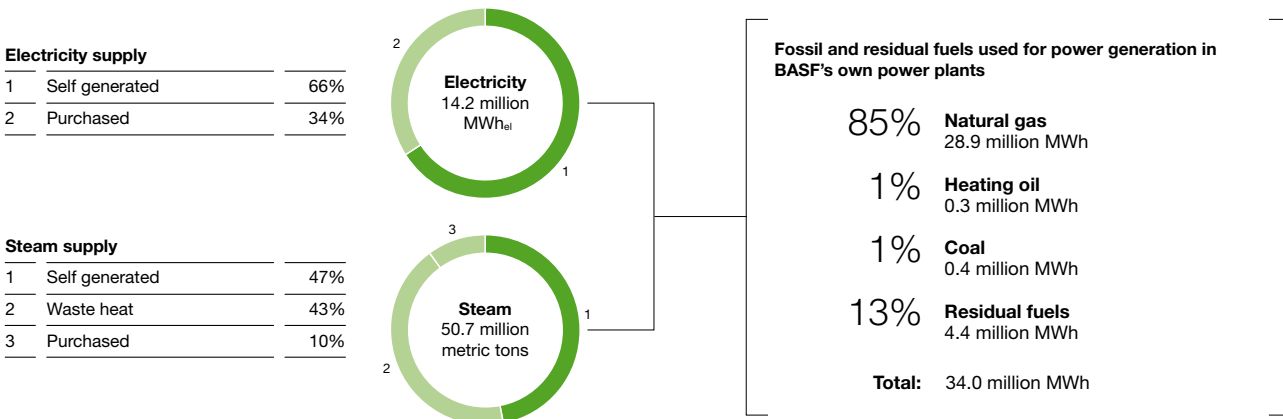 Electricity supply
1 Self generated 66%
2 Purchased 34%
2
Electricity
14.2 million
MWhel
1
Steam supply
1 Self generated 47%
2 Waste heat 43%
3 Purchased 10%
3
Steam
50.7 million
metric tons
1
2
Fossil and residual fuels used for power generation in
BASF's own power plants
85% Natural gas
28.9 million MWh
1% Heating oil
0.3 million MWh
1% Coal
0.4 million MWh
13% Residual fuels
4.4 million MWh
Total: 34.0 million MWh